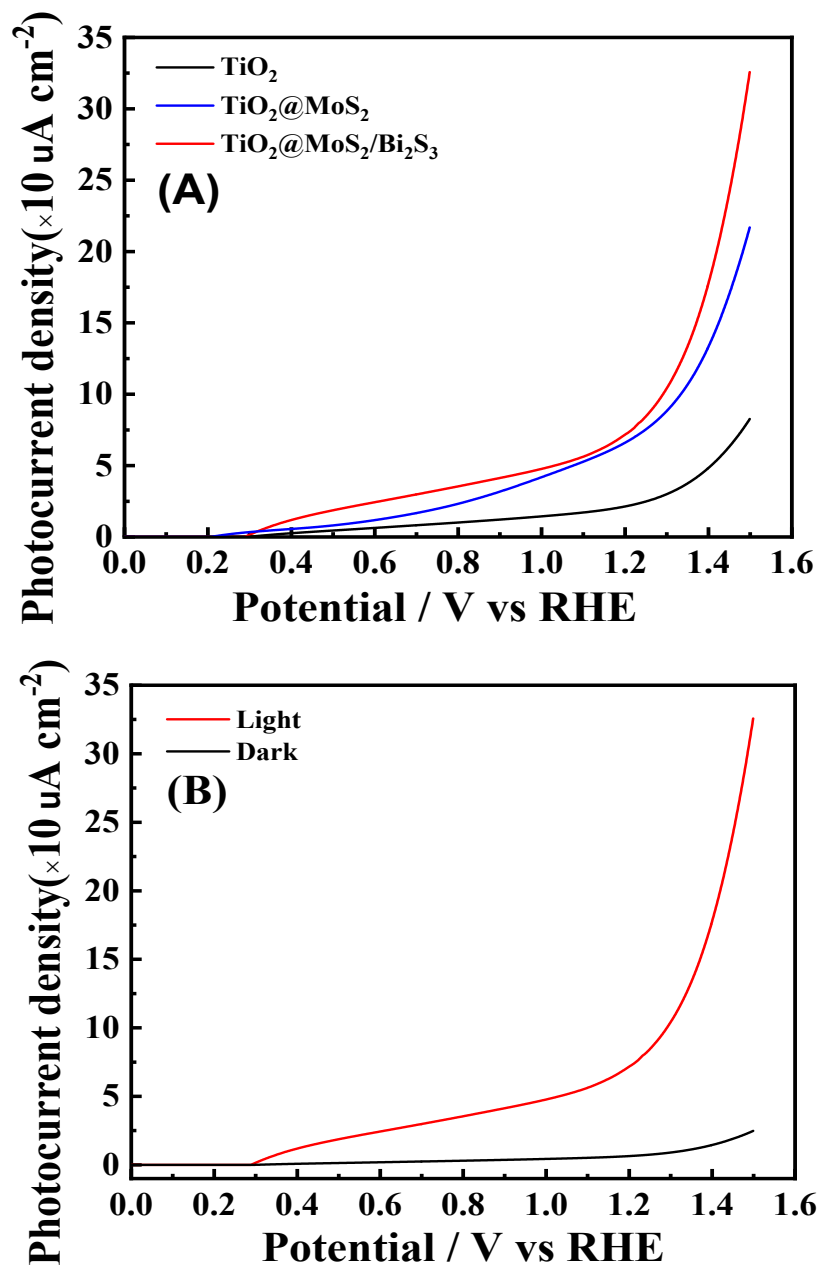 Photocurrent density(×10 uA cm⁻²)
35
30
25
20
15
10
5
0
TiO₂
TiO₂@MoS₂
TiO₂@MoS₂/Bi₂S₃
(A)
0.0 0.2 0.4 0.6 0.8 1.0 1.2 1.4 1.6
Potential / V vs RHE
Photocurrent density(×10 uA cm⁻²)
35
30
25
20
15
10
5
0
Light
Dark
(B)
0.0 0.2 0.4 0.6 0.8 1.0 1.2 1.4 1.6
Potential / V vs RHE